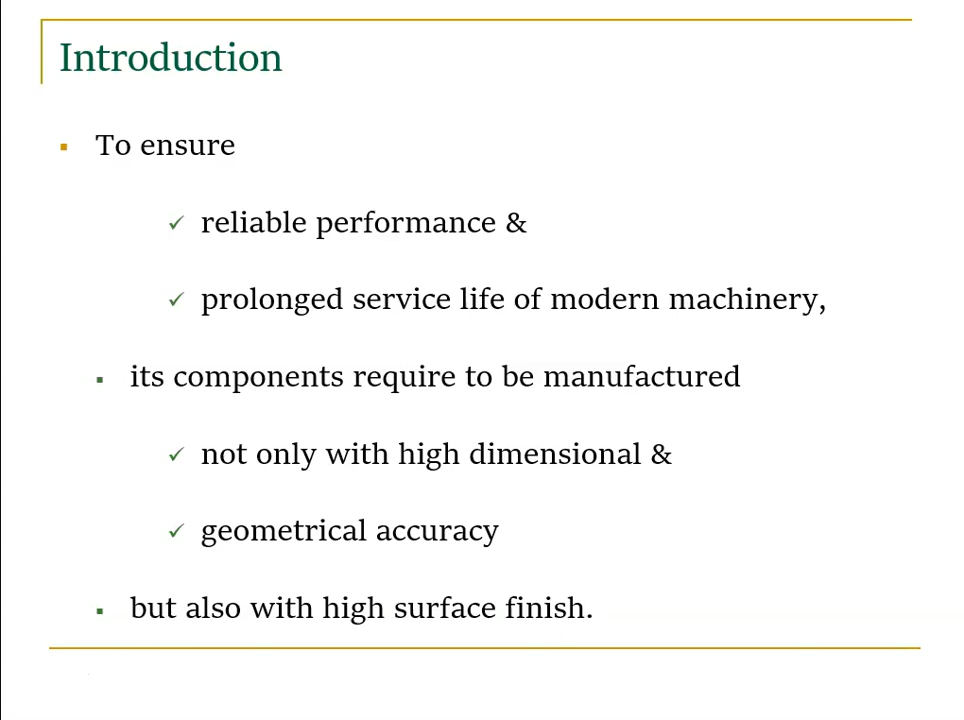 Introduction
To ensure
reliable performance &
prolonged service life of modern machinery,
its components require to be manufactured
not only with high dimensional &
geometrical accuracy
but also with high surface finish.